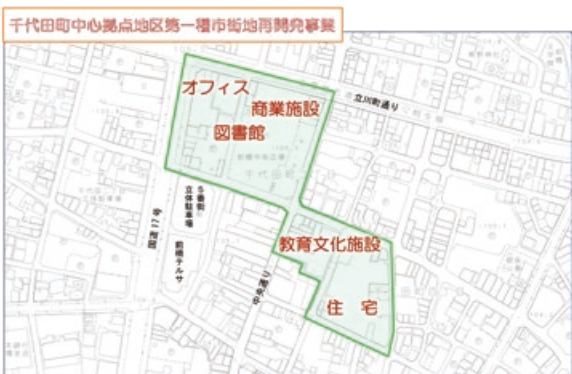 千代田町中心拠点地区第一種市街地再開発事業
オフィス
商業施設
図書館
立川町通り
千代田町
5番街
立体駐車場
国道17号
前橋テルサ
中央通り
教育文化施設
住 宅